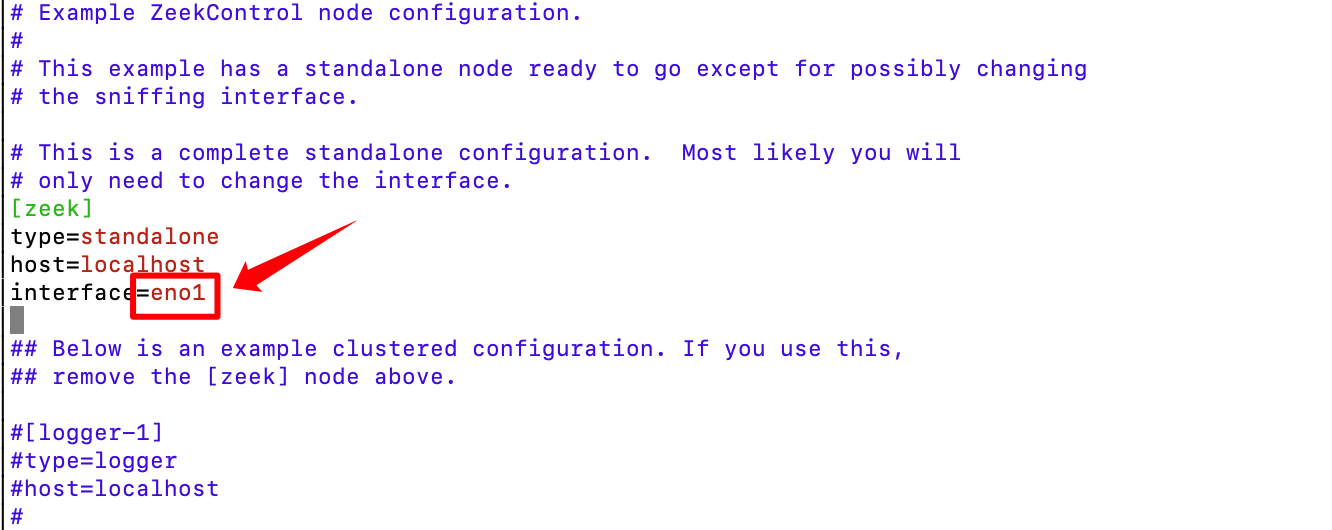 # Example ZeekControl node configuration.
#
# This example has a standalone node ready to go except for possibly changing
# the sniffing interface.
# This is a complete standalone configuration.  Most likely you will
# only need to change the interface.
[zeek]
type=standalone
host=localhost
interface=eno1
## Below is an example clustered configuration. If you use this,
## remove the [zeek] node above.
#[logger-1]
#type=logger
#host=localhost
#